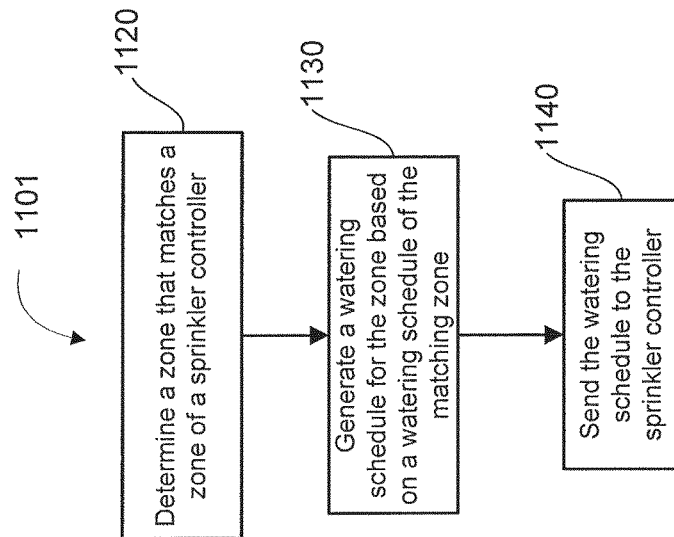 1101
1120
Determine a zone that matches a
zone of a sprinkler controller
1130
Generate a watering
schedule for the zone based
on a watering schedule of the
matching zone
1140
Send the watering
schedule to the
sprinkler controller